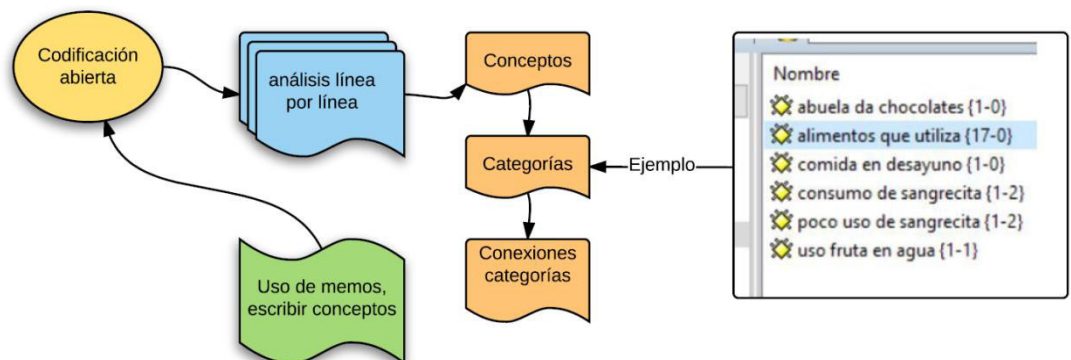 Codificación
abierta
análisis línea
por línea
Conceptos
Categorías
Conexiones
categorías
Uso de memos,
escribir conceptos
Ejemplo
Nombre
abuela da chocolates {1-0}
alimentos que utiliza {17-0}
comida en desayuno {1-0}
consumo de sangrecita {1-2}
poco uso de sangrecita {1-2}
uso fruta en agua {1-1}